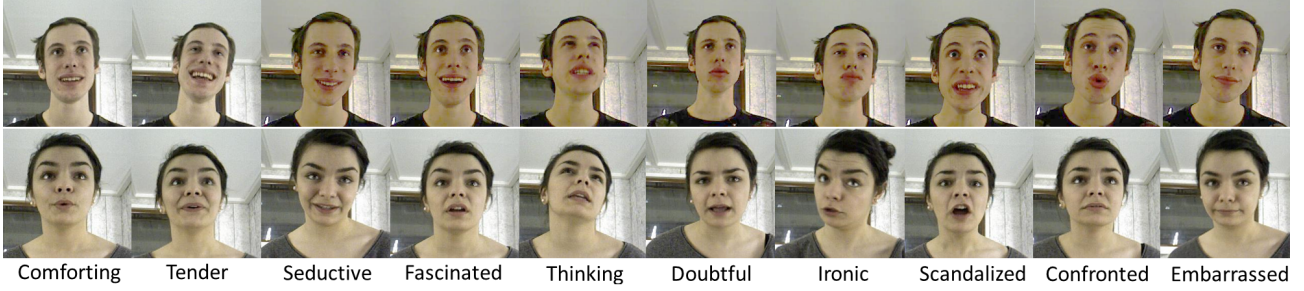 Comforting Tender Seductive Fascinated Thinking Doubtful Ironic Scandalized Confronted Embarrassed